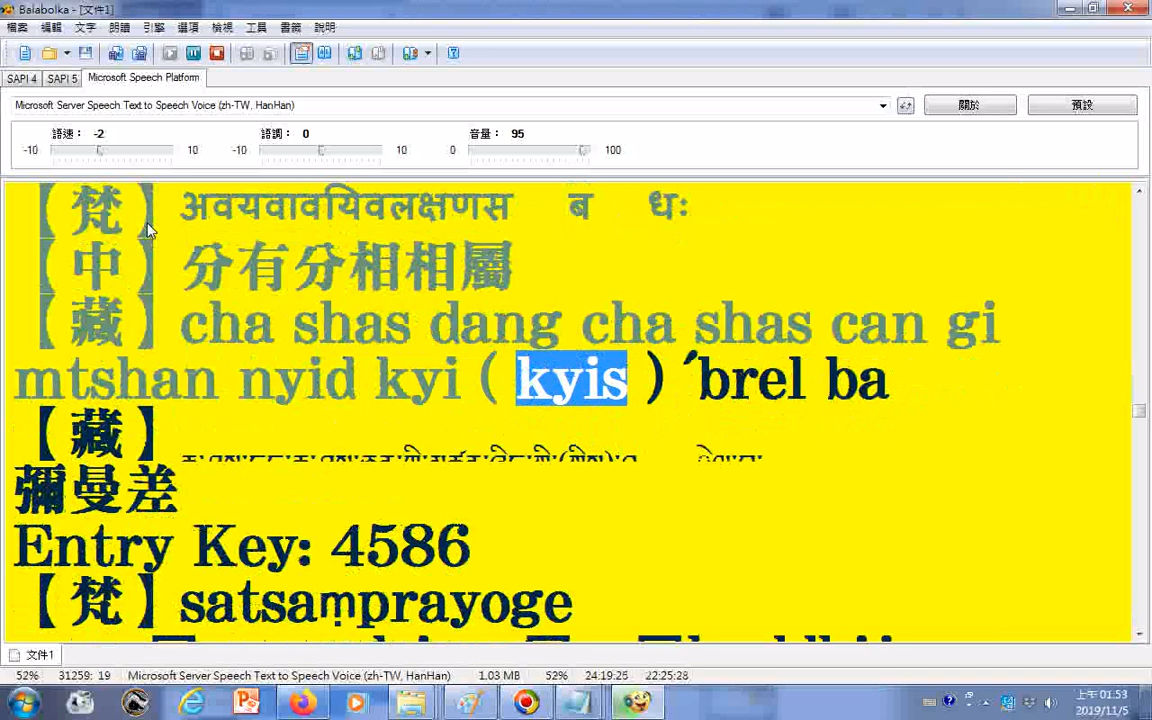 Balabolka - [文件1]
檔案 編輯 文字 朗讀 引擎 選項 檢視 工具 書籤 說明
SAPI 4 SAPI 5 Microsoft Speech Platform
Microsoft Server Speech Text to Speech Voice (zh-TW, HanHan) 關於 預設
語速： -2 語調： 0 音量： 95
-10 10 -10 10 0 100
【梵】अवयवावयिवलक्षणस ब धः
【中】分有分相相屬
【藏】cha shas dang cha shas can gi
mtshan nyid kyi ( kyis ) ´brel ba
【藏】
彌曼差
Entry Key: 4586
【梵】satsaṃprayoge
文件1
52% 31259: 19 Microsoft Server Speech Text to Speech Voice (zh-TW, HanHan) 1.03 MB 52% 24:19:25 22:25:28
上午 01:53
2019/11/5